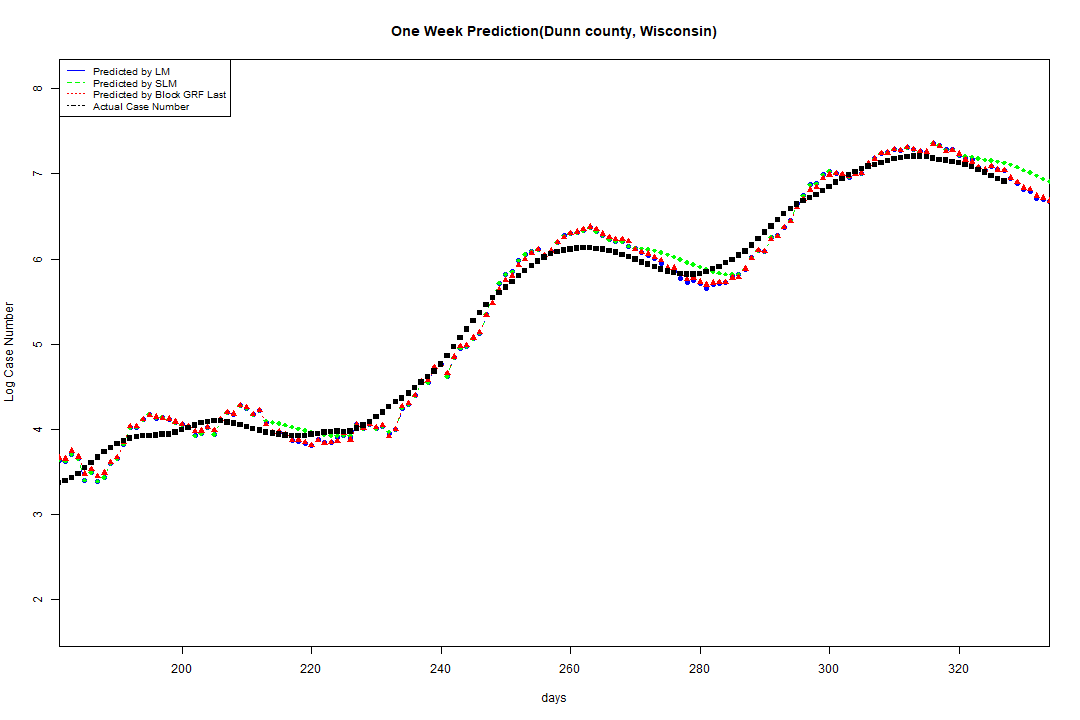 One Week Prediction(Dunn county, Wisconsin)
Predicted by LM
Predicted by SLM
Predicted by Block GRF Last
Actual Case Number
8
7
6
5
4
3
2
Log Case Number
200 220 240 260 280 300 320
days